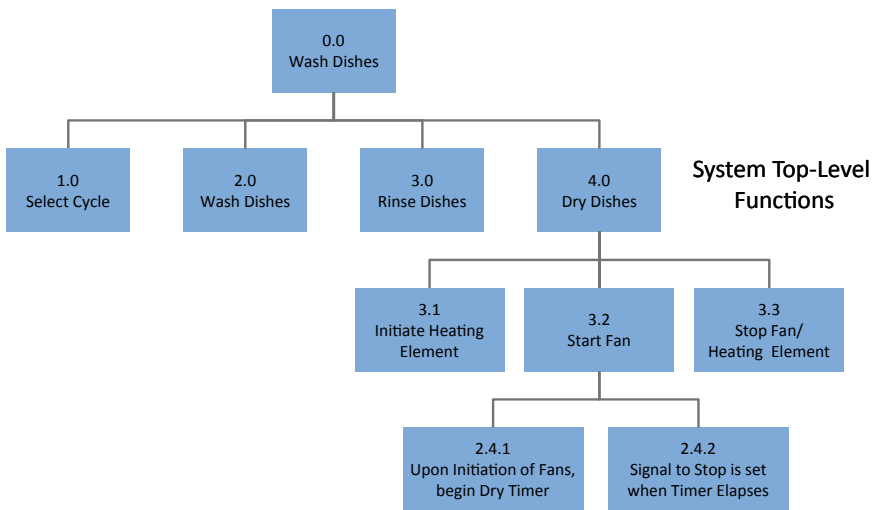 0.0
Wash Dishes
1.0
Select Cycle
2.0
Wash Dishes
3.0
Rinse Dishes
4.0
Dry Dishes
System Top-Level
Functions
3.1
Initiate Heating
Element
3.2
Start Fan
3.3
Stop Fan/
Heating Element
2.4.1
Upon Initiation of Fans,
begin Dry Timer
2.4.2
Signal to Stop is set
when Timer Elapses